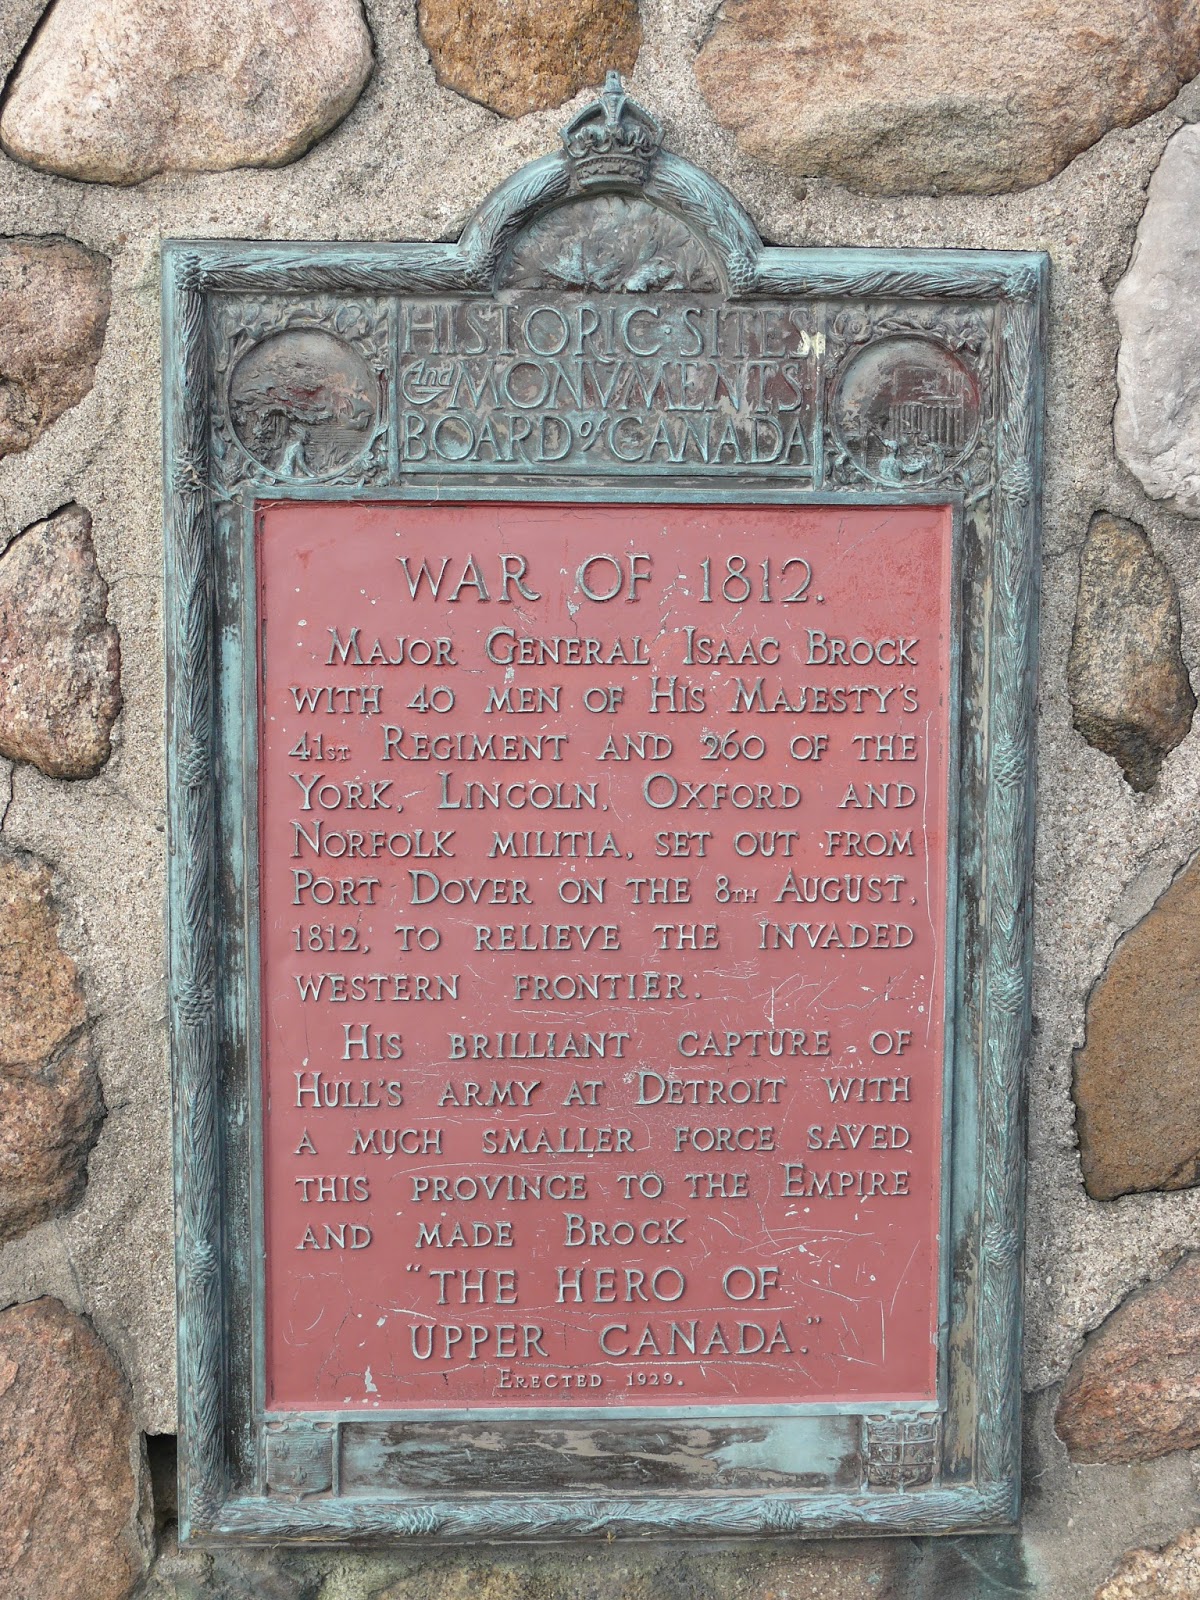 HISTORIC·SITES
And MONVMENTS
BOARD of CANADA
WAR OF 1812.
MAJOR GENERAL ISAAC BROCK
WITH 40 MEN OF HIS MAJESTY'S
41ST REGIMENT AND 260 OF THE
YORK, LINCOLN, OXFORD AND
NORFOLK MILITIA, SET OUT FROM
PORT DOVER ON THE 8TH AUGUST,
1812, TO RELIEVE THE INVADED
WESTERN FRONTIER.
HIS BRILLIANT CAPTURE OF
HULL'S ARMY AT DETROIT WITH
A MUCH SMALLER FORCE SAVED
THIS PROVINCE TO THE EMPIRE
AND MADE BROCK
"THE HERO OF
UPPER CANADA."
ERECTED 1929.